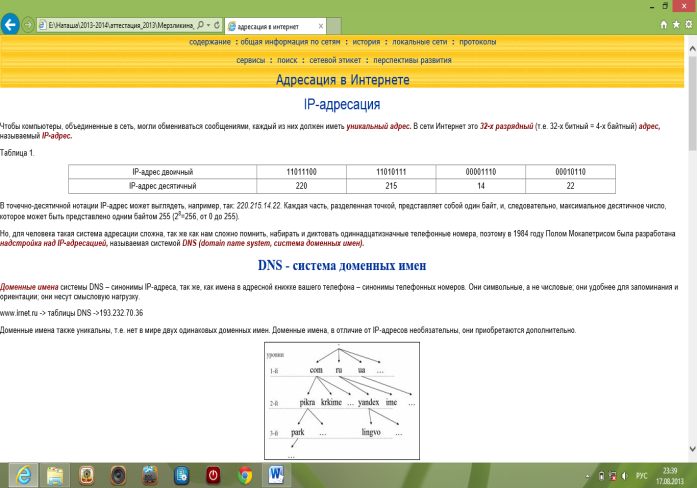 E:\Наташа\2013-2014\аттестация_2013\Мерзликина_
адресация в интернет
содержание : общая информация по сетям : история : локальные сети : протоколы
сервисы : поиск : сетевой этикет : перспективы развития
Адресация в Интернете
IP-адресация
Чтобы компьютеры, объединенные в сеть, могли обмениваться сообщениями, каждый из них должен иметь уникальный адрес. В сети Интернет это 32-х разрядный (т.е. 32-х битный = 4-х байтный) адрес,
называемый IP-адрес.
Таблица 1.
IP-адрес двоичный 11011100 11010111 00001110 00010110
IP-адрес десятичный 220 215 14 22
В точечно-десятичной нотации IP-адрес может выглядеть, например, так: 220.215.14.22. Каждая часть, разделенная точкой, представляет собой один байт, и, следовательно, максимальное десятичное число,
которое может быть представлено одним байтом 255 (2⁸=256, от 0 до 255).
Но, для человека такая система адресации сложна, так же как нам сложно помнить, набирать и диктовать одиннадцатизначные телефонные номера, поэтому в 1984 году Полом Мокапетрисом была разработана
надстройка над IP-адресацией, называемая системой DNS (domain name system, система доменных имен).
DNS - система доменных имен
Доменные имена системы DNS – синонимы IP-адреса, так же, как имена в адресной книжке вашего телефона – синонимы телефонных номеров. Они символьные, а не числовые; они удобнее для запоминания и
ориентации; они несут смысловую нагрузку.
www.irnet.ru -> таблицы DNS ->193.232.70.36
Доменные имена также уникальны, т.е. нет в мире двух одинаковых доменных имен. Доменные имена, в отличие от IP-адресов необязательны, они приобретаются дополнительно.
уровни
1-й com ru ua ...
2-й pikra krkime ... yandex ime ...
3-й park ... lingvo ...
...
РУС
23:39
17.08.2013